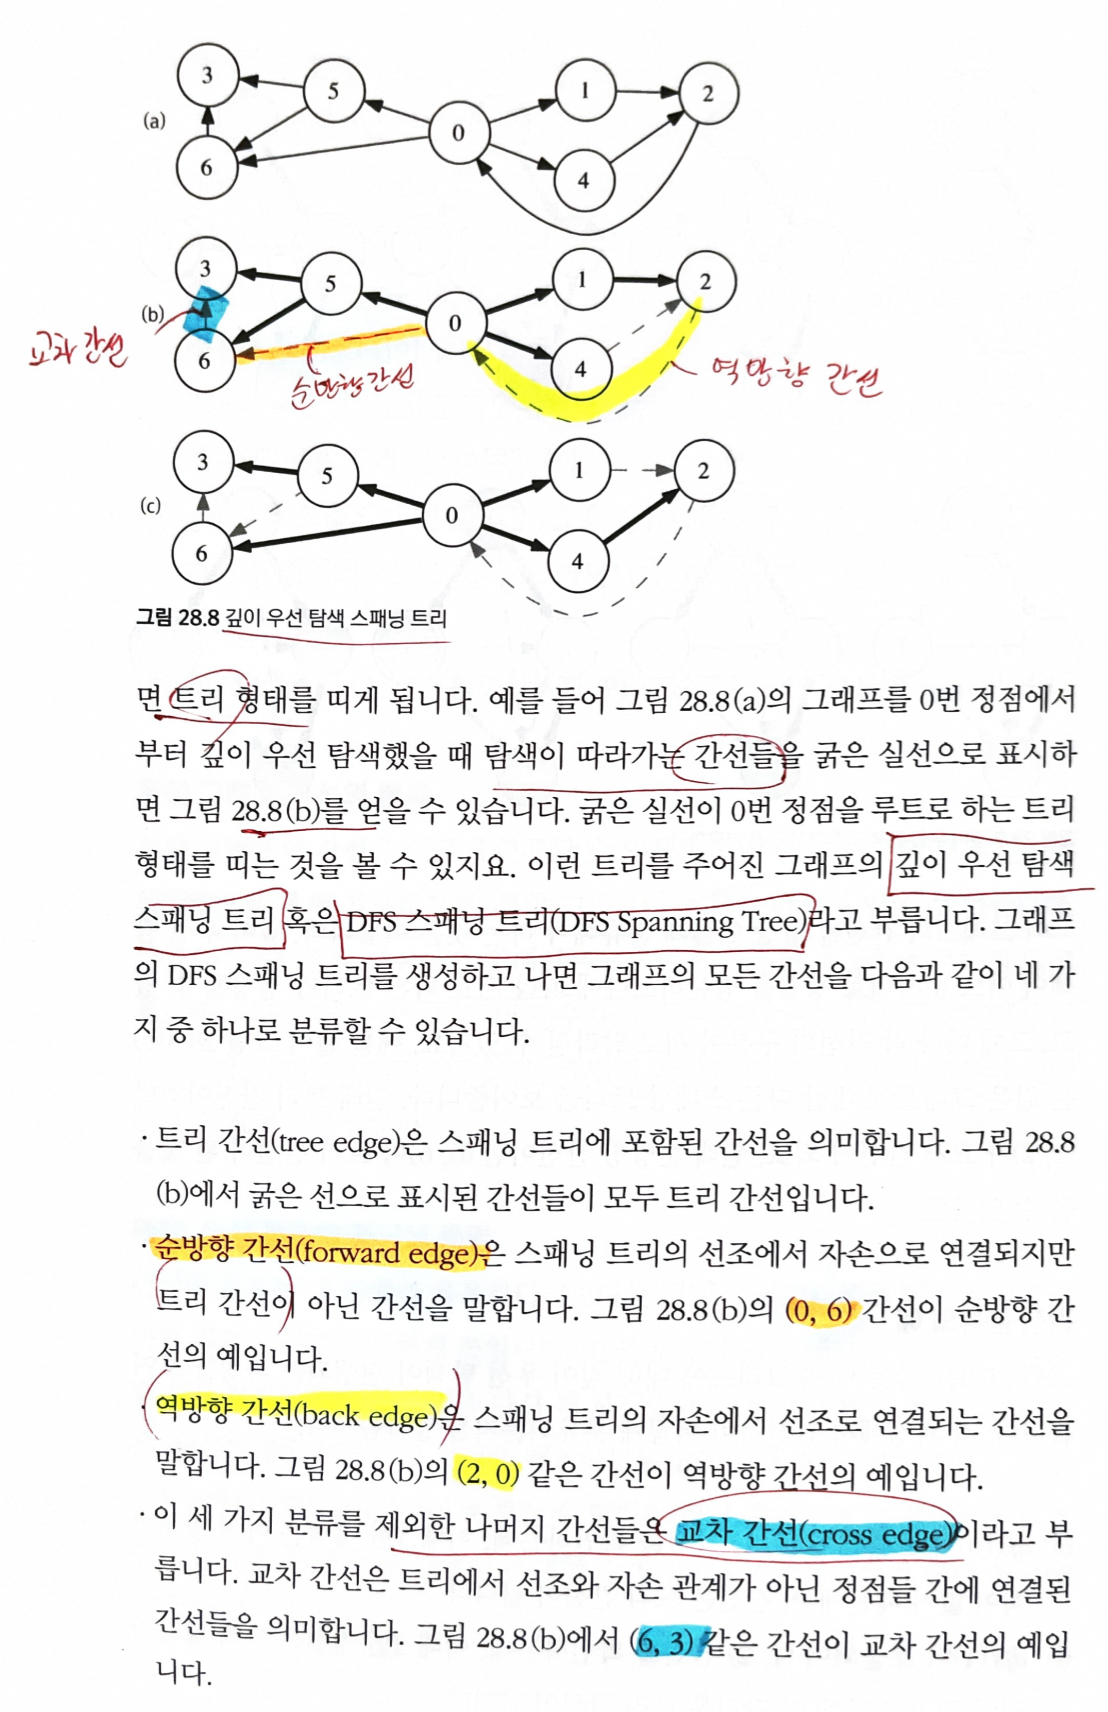 3 5 1 2
(a) 0
6 4
3 5 1 2
(b) 0
교차 간선 6 순방향 간선 4 역방향 간선
3 5 1 2
(c) 0
6 4
그림 28.8 깊이 우선 탐색 스패닝 트리
면 트리 형태를 띠게 됩니다. 예를 들어 그림 28.8(a)의 그래프를 0번 정점에서
부터 깊이 우선 탐색했을 때 탐색이 따라가는 간선들을 굵은 실선으로 표시하
면 그림 28.8(b)를 얻을 수 있습니다. 굵은 실선이 0번 정점을 루트로 하는 트리
형태를 띠는 것을 볼 수 있지요. 이런 트리를 주어진 그래프의 깊이 우선 탐색
스패닝 트리 혹은 DFS 스패닝 트리(DFS Spanning Tree)라고 부릅니다. 그래프
의 DFS 스패닝 트리를 생성하고 나면 그래프의 모든 간선을 다음과 같이 네 가
지 중 하나로 분류할 수 있습니다.
· 트리 간선(tree edge)은 스패닝 트리에 포함된 간선을 의미합니다. 그림 28.8
(b)에서 굵은 선으로 표시된 간선들이 모두 트리 간선입니다.
· 순방향 간선(forward edge)은 스패닝 트리의 선조에서 자손으로 연결되지만
트리 간선이 아닌 간선을 말합니다. 그림 28.8(b)의 (0, 6) 간선이 순방향 간
선의 예입니다.
· 역방향 간선(back edge)은 스패닝 트리의 자손에서 선조로 연결되는 간선을
말합니다. 그림 28.8(b)의 (2, 0) 같은 간선이 역방향 간선의 예입니다.
· 이 세 가지 분류를 제외한 나머지 간선들은 교차 간선(cross edge)이라고 부
릅니다. 교차 간선은 트리에서 선조와 자손 관계가 아닌 정점들 간에 연결된
간선들을 의미합니다. 그림 28.8(b)에서 (6, 3) 같은 간선이 교차 간선의 예입
니다.